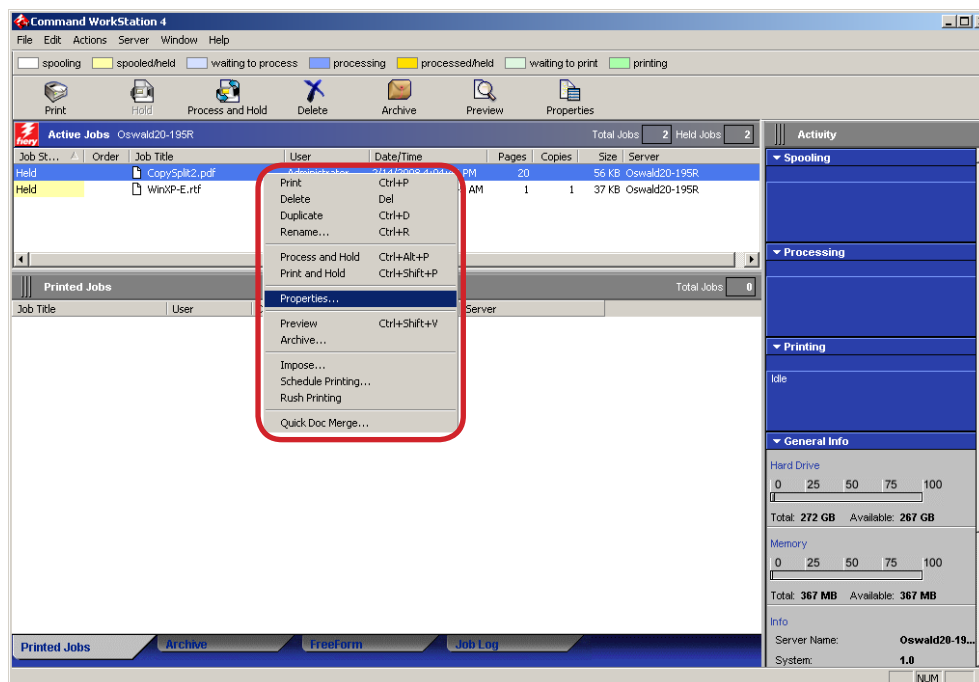 Command WorkStation 4
File Edit Actions Server Window Help
spooling spooled/held waiting to process processing processed/held waiting to print printing
Print Hold Process and Hold Delete Archive Preview Properties
fiery Active Jobs Oswald20-195R Total Jobs 2 Held Jobs 2
Job St... Order Job Title User Date/Time Pages Copies Size Server
Held CopySplit2.pdf Administrator 2/14/2008 4:04 PM 20 56 KB Oswald20-195R
Held WinXP-E.rtf AM 1 1 37 KB Oswald20-195R
Print Ctrl+P
Delete Del
Duplicate Ctrl+D
Rename... Ctrl+R
Process and Hold Ctrl+Alt+P
Print and Hold Ctrl+Shift+P
Properties...
Preview Ctrl+Shift+V
Archive...
Impose...
Schedule Printing...
Rush Printing
Quick Doc Merge...
Printed Jobs Total Jobs 0
Job Title User Server
Printed Jobs Archive FreeForm Job Log
Activity
Spooling
Processing
Printing
Idle
General Info
Hard Drive
0 25 50 75 100
Total: 272 GB Available: 267 GB
Memory
0 25 50 75 100
Total: 367 MB Available: 367 MB
Info
Server Name: Oswald20-19...
System: 1.0
NUM